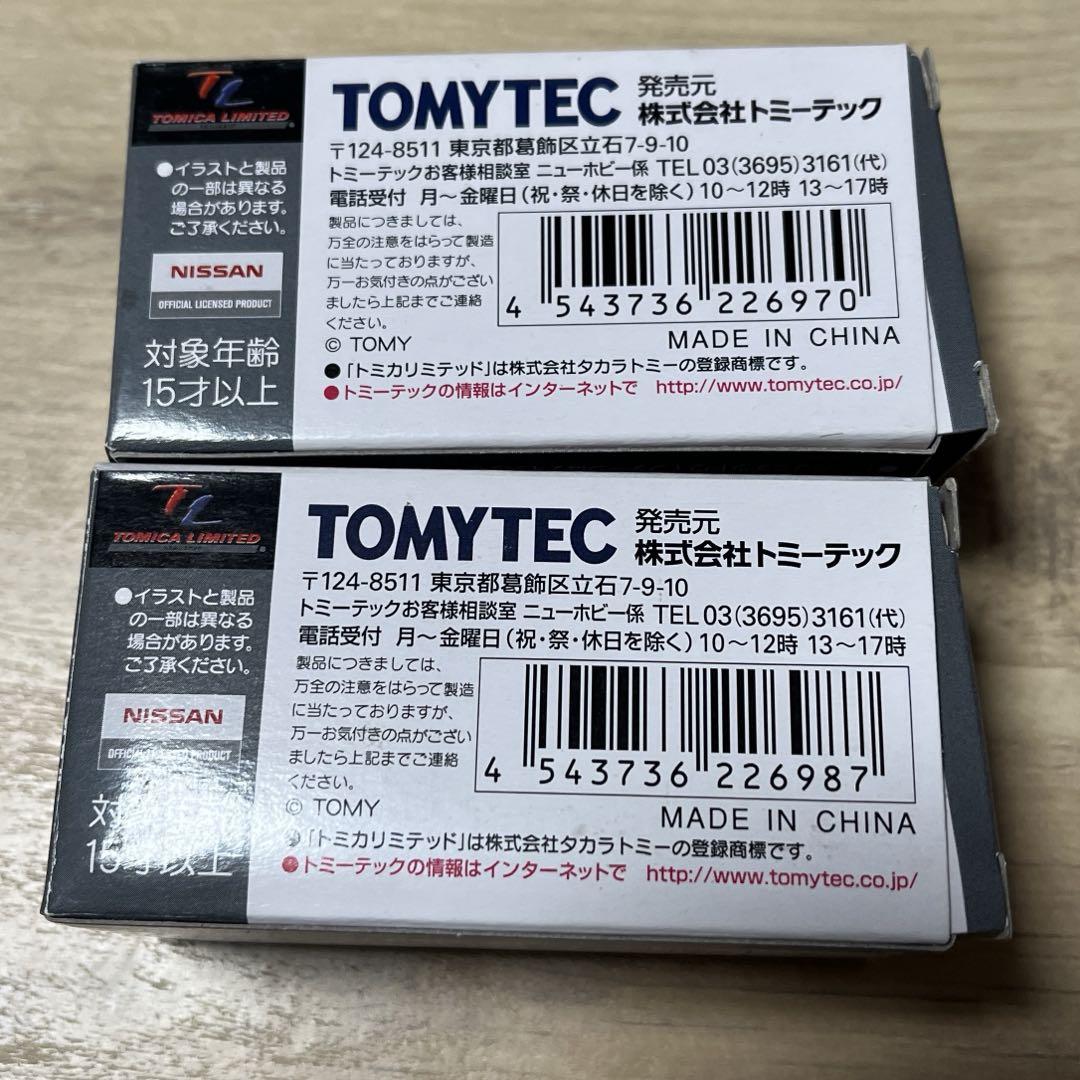 TL
TOMICA LIMITED
●イラストと製品
の一部は異なる
場合があります。
ご了承ください。
NISSAN
OFFICIAL LICENSED PRODUCT
対象年齢
15才以上
TOMYTEC 発売元
株式会社トミーテック
〒124-8511 東京都葛飾区立石7-9-10
トミーテックお客様相談室 ニューホビー係 TEL 03(3695)3161(代)
電話受付 月～金曜日(祝・祭・休日を除く) 10～12時 13～17時
製品につきましては、
万全の注意をはらって製造
に当たっておりますが、
万一お気付きの点がござい
ましたら上記までご連絡
ください。
© TOMY
4 543736 226970
MADE IN CHINA
●「トミカリミテッド」は株式会社タカラトミーの登録商標です。
●トミーテックの情報はインターネットで http://www.tomytec.co.jp/
TL
TOMICA LIMITED
●イラストと製品
の一部は異なる
場合があります。
ご了承ください。
NISSAN
OFFICIAL LICENSED PRODUCT
対
15才以上
TOMYTEC 発売元
株式会社トミーテック
〒124-8511 東京都葛飾区立石7-9-10
トミーテックお客様相談室 ニューホビー係 TEL 03(3695)3161(代)
電話受付 月～金曜日(祝・祭・休日を除く) 10～12時 13～17時
製品につきましては、
万全の注意をはらって製造
に当たっておりますが、
万一お気付きの点がござい
ましたら上記までご連絡
ください。
© TOMY
4 543736 226987
MADE IN CHINA
●「トミカリミテッド」は株式会社タカラトミーの登録商標です。
●トミーテックの情報はインターネットで http://www.tomytec.co.jp/